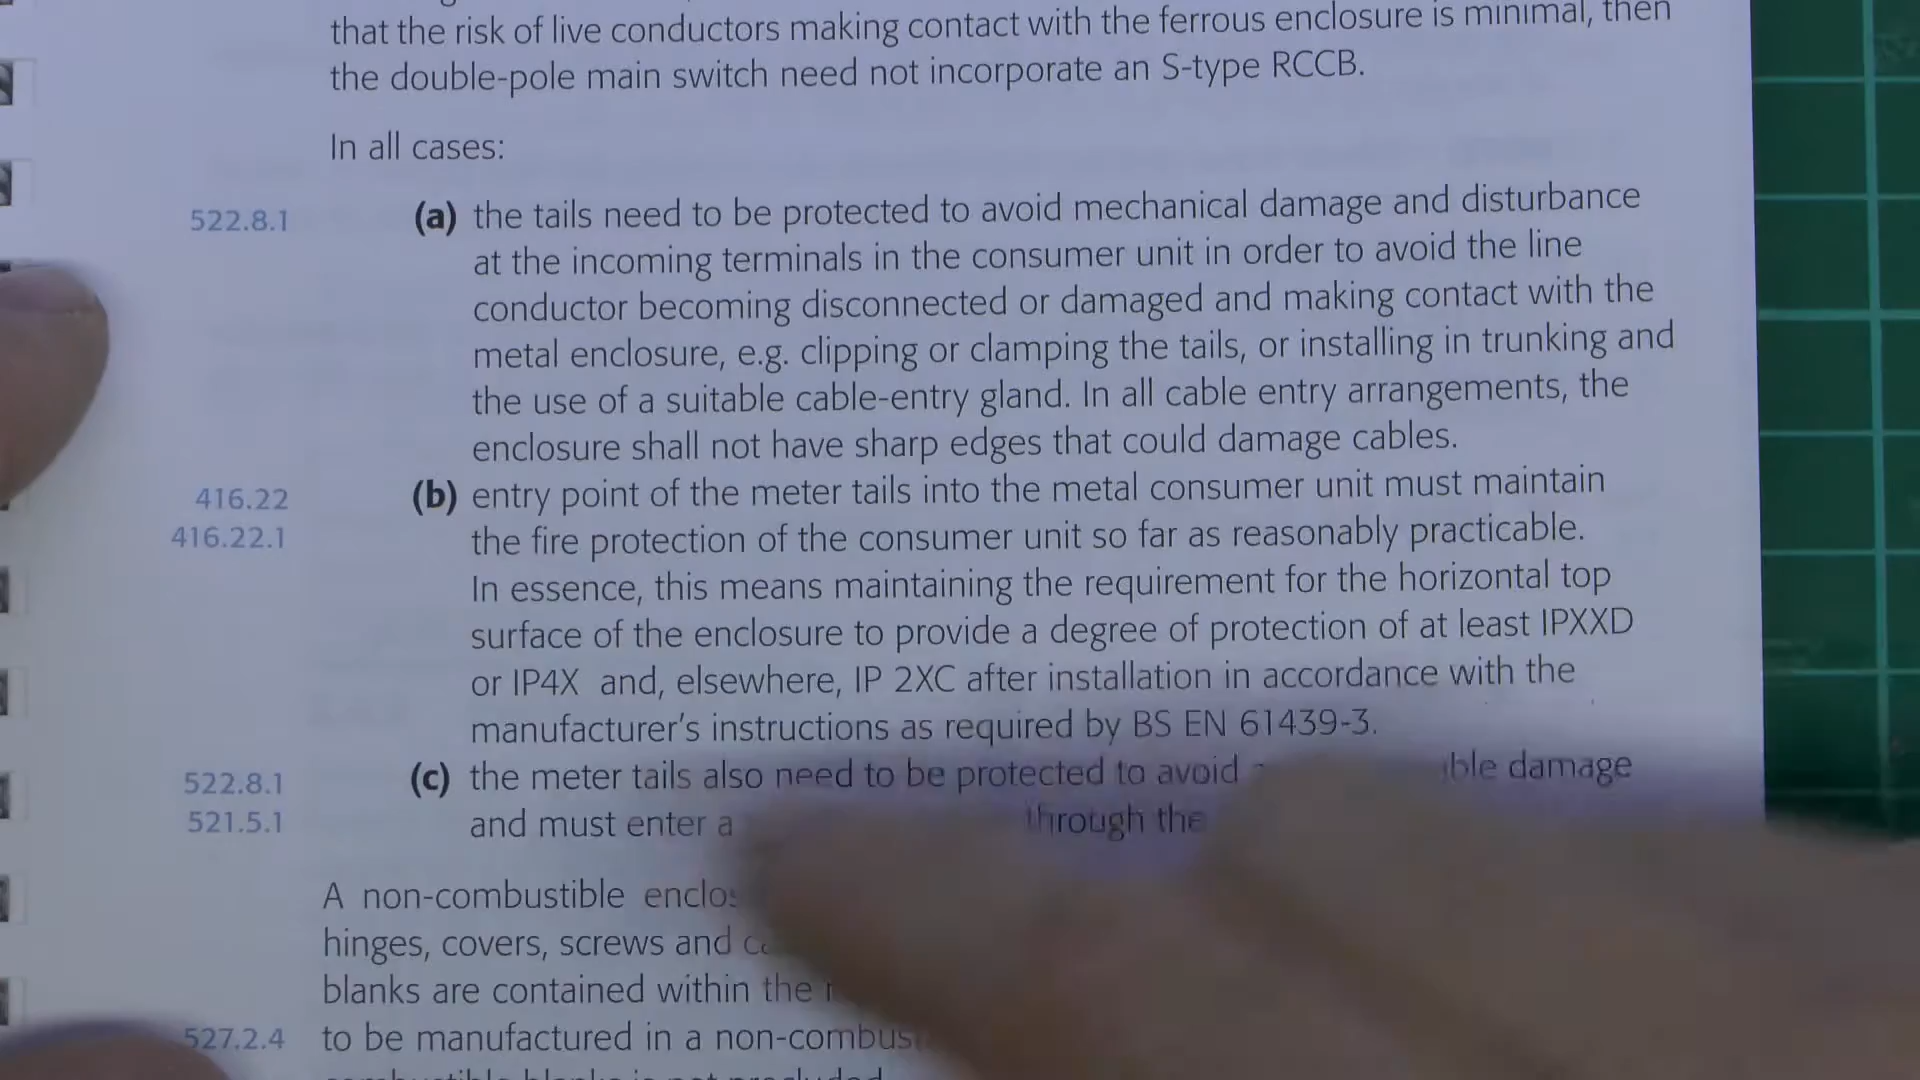 that the risk of live conductors making contact with the ferrous enclosure is minimal, then
the double-pole main switch need not incorporate an S-type RCCB.
In all cases:
522.8.1 (a) the tails need to be protected to avoid mechanical damage and disturbance
at the incoming terminals in the consumer unit in order to avoid the line
conductor becoming disconnected or damaged and making contact with the
metal enclosure, e.g. clipping or clamping the tails, or installing in trunking and
the use of a suitable cable-entry gland. In all cable entry arrangements, the
enclosure shall not have sharp edges that could damage cables.
416.22 (b) entry point of the meter tails into the metal consumer unit must maintain
416.22.1 the fire protection of the consumer unit so far as reasonably practicable.
In essence, this means maintaining the requirement for the horizontal top
surface of the enclosure to provide a degree of protection of at least IPXXD
or IP4X and, elsewhere, IP 2XC after installation in accordance with the
manufacturer's instructions as required by BS EN 61439-3.
522.8.1 (c) the meter tails also need to be protected to avoid damage
521.5.1 and must enter a through the
A non-combustible
hinges, covers, screws and
blanks are contained within the
527.2.4 to be manufactured in a